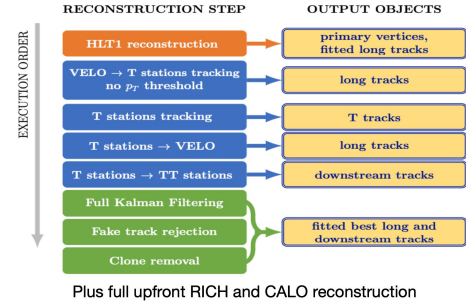 RECONSTRUCTION STEP
OUTPUT OBJECTS
EXECUTION ORDER
HLT1 reconstruction
primary vertices,
fitted long tracks
VELO → T stations tracking
no pT threshold
long tracks
T stations tracking
T tracks
T stations → VELO
long tracks
T stations → TT stations
downstream tracks
Full Kalman Filtering
Fake track rejection
Clone removal
fitted best long and
downstream tracks
Plus full upfront RICH and CALO reconstruction